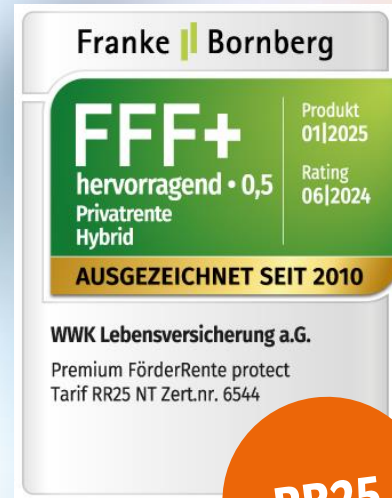 Franke Bornberg
FFF+
hervorragend • 0,5
Privatrente
Hybrid
Produkt
01|2025
Rating
06|2024
AUSGEZEICHNET SEIT 2010
WWK Lebensversicherung a.G.
Premium FörderRente protect
Tarif RR25 NT Zert.nr. 6544
RR25